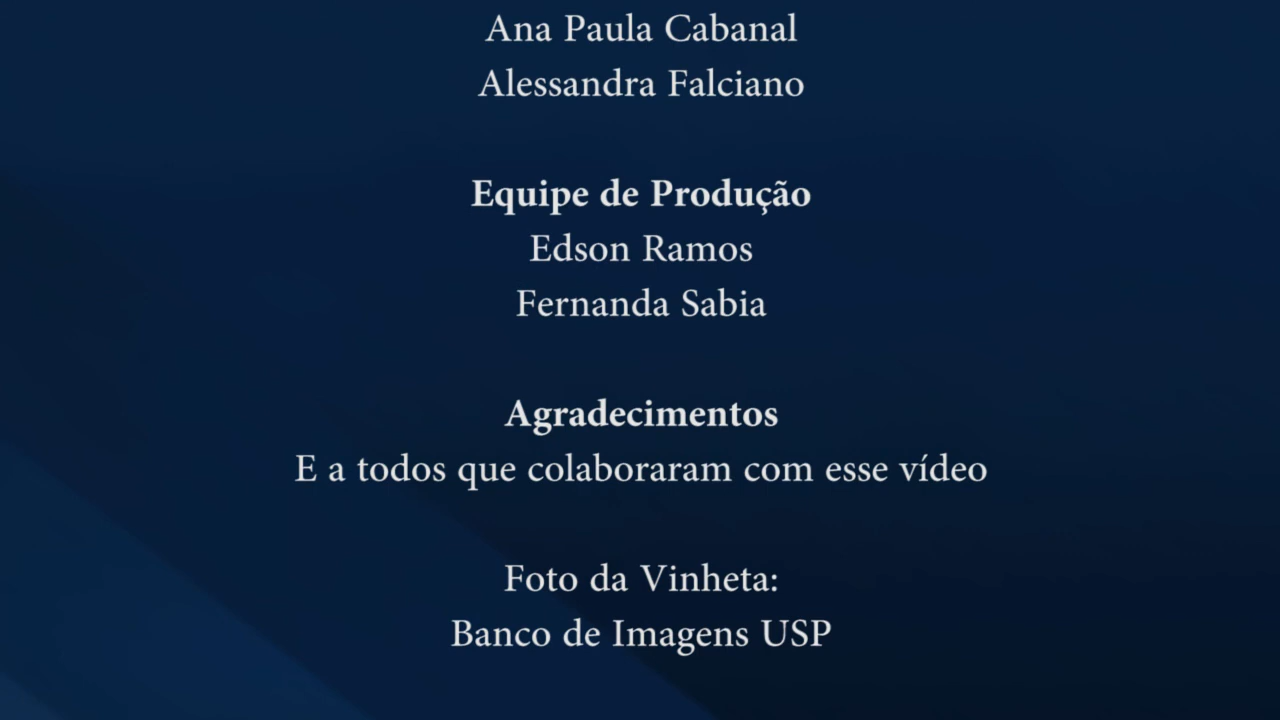 Ana Paula Cabanal
Alessandra Falciano
Equipe de Produção
Edson Ramos
Fernanda Sabia
Agradecimentos
E a todos que colaboraram com esse vídeo
Foto da Vinheta:
Banco de Imagens USP